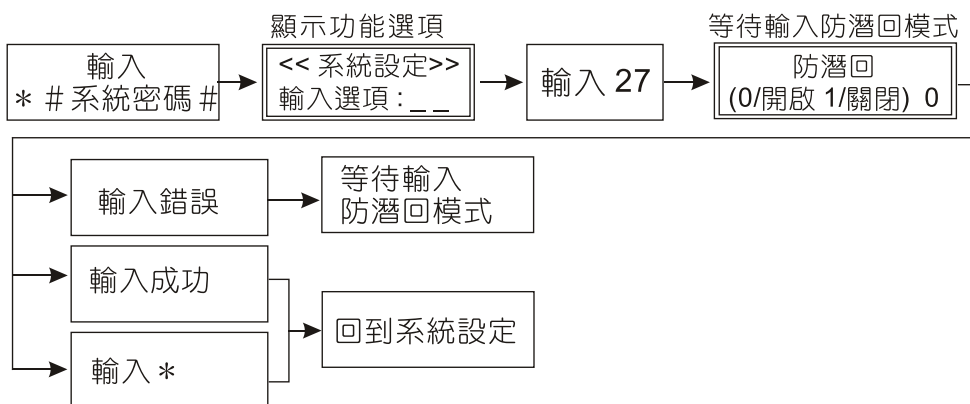 顯示功能選項
等待輸入防潛回模式
輸入
＊＃系統密碼＃
<< 系統設定>>
輸入選項：_ _
輸入 27
防潛回
(0/開啟 1/關閉) 0
輸入錯誤
等待輸入
防潛回模式
輸入成功
回到系統設定
輸入＊